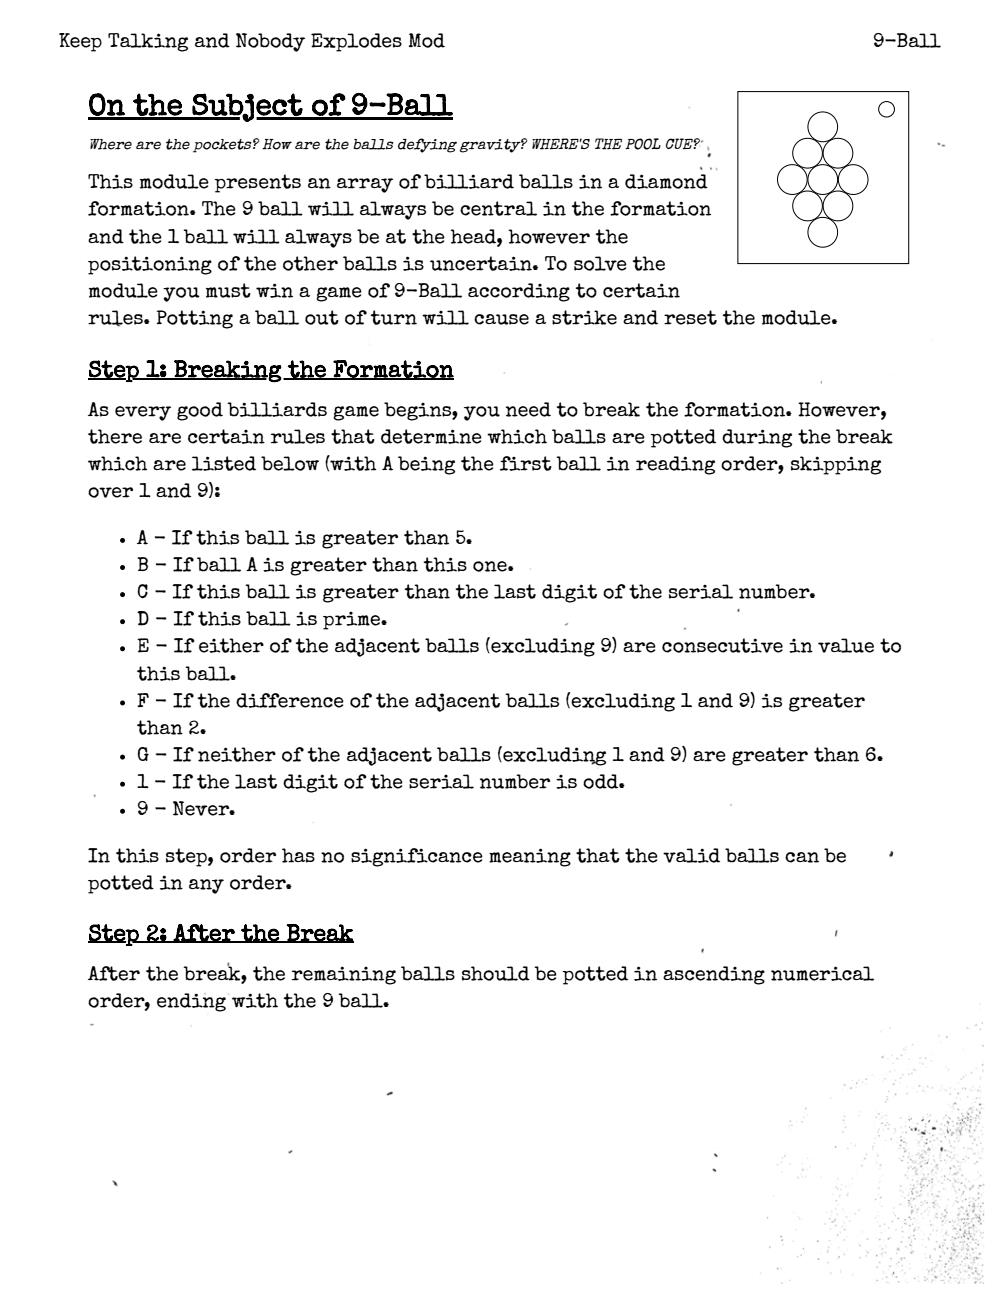 Keep Talking and Nobody Explodes Mod
9-Ball
On the Subject of 9-Ball
Where are the pockets? How are the balls defying gravity? WHERE'S THE POOL CUE?
This module presents an array of billiard balls in a diamond
formation. The 9 ball will always be central in the formation
and the 1 ball will always be at the head, however the
positioning of the other balls is uncertain. To solve the
module you must win a game of 9-Ball according to certain
rules. Potting a ball out of turn will cause a strike and reset the module.
Step 1: Breaking the Formation
As every good billiards game begins, you need to break the formation. However,
there are certain rules that determine which balls are potted during the break
which are listed below (with A being the first ball in reading order, skipping
over 1 and 9):
• A - If this ball is greater than 5.
• B - If ball A is greater than this one.
• C - If this ball is greater than the last digit of the serial number.
• D - If this ball is prime.
• E - If either of the adjacent balls (excluding 9) are consecutive in value to
this ball.
• F - If the difference of the adjacent balls (excluding 1 and 9) is greater
than 2.
• G - If neither of the adjacent balls (excluding 1 and 9) are greater than 6.
• 1 - If the last digit of the serial number is odd.
• 9 - Never.
In this step, order has no significance meaning that the valid balls can be
potted in any order.
Step 2: After the Break
After the break, the remaining balls should be potted in ascending numerical
order, ending with the 9 ball.